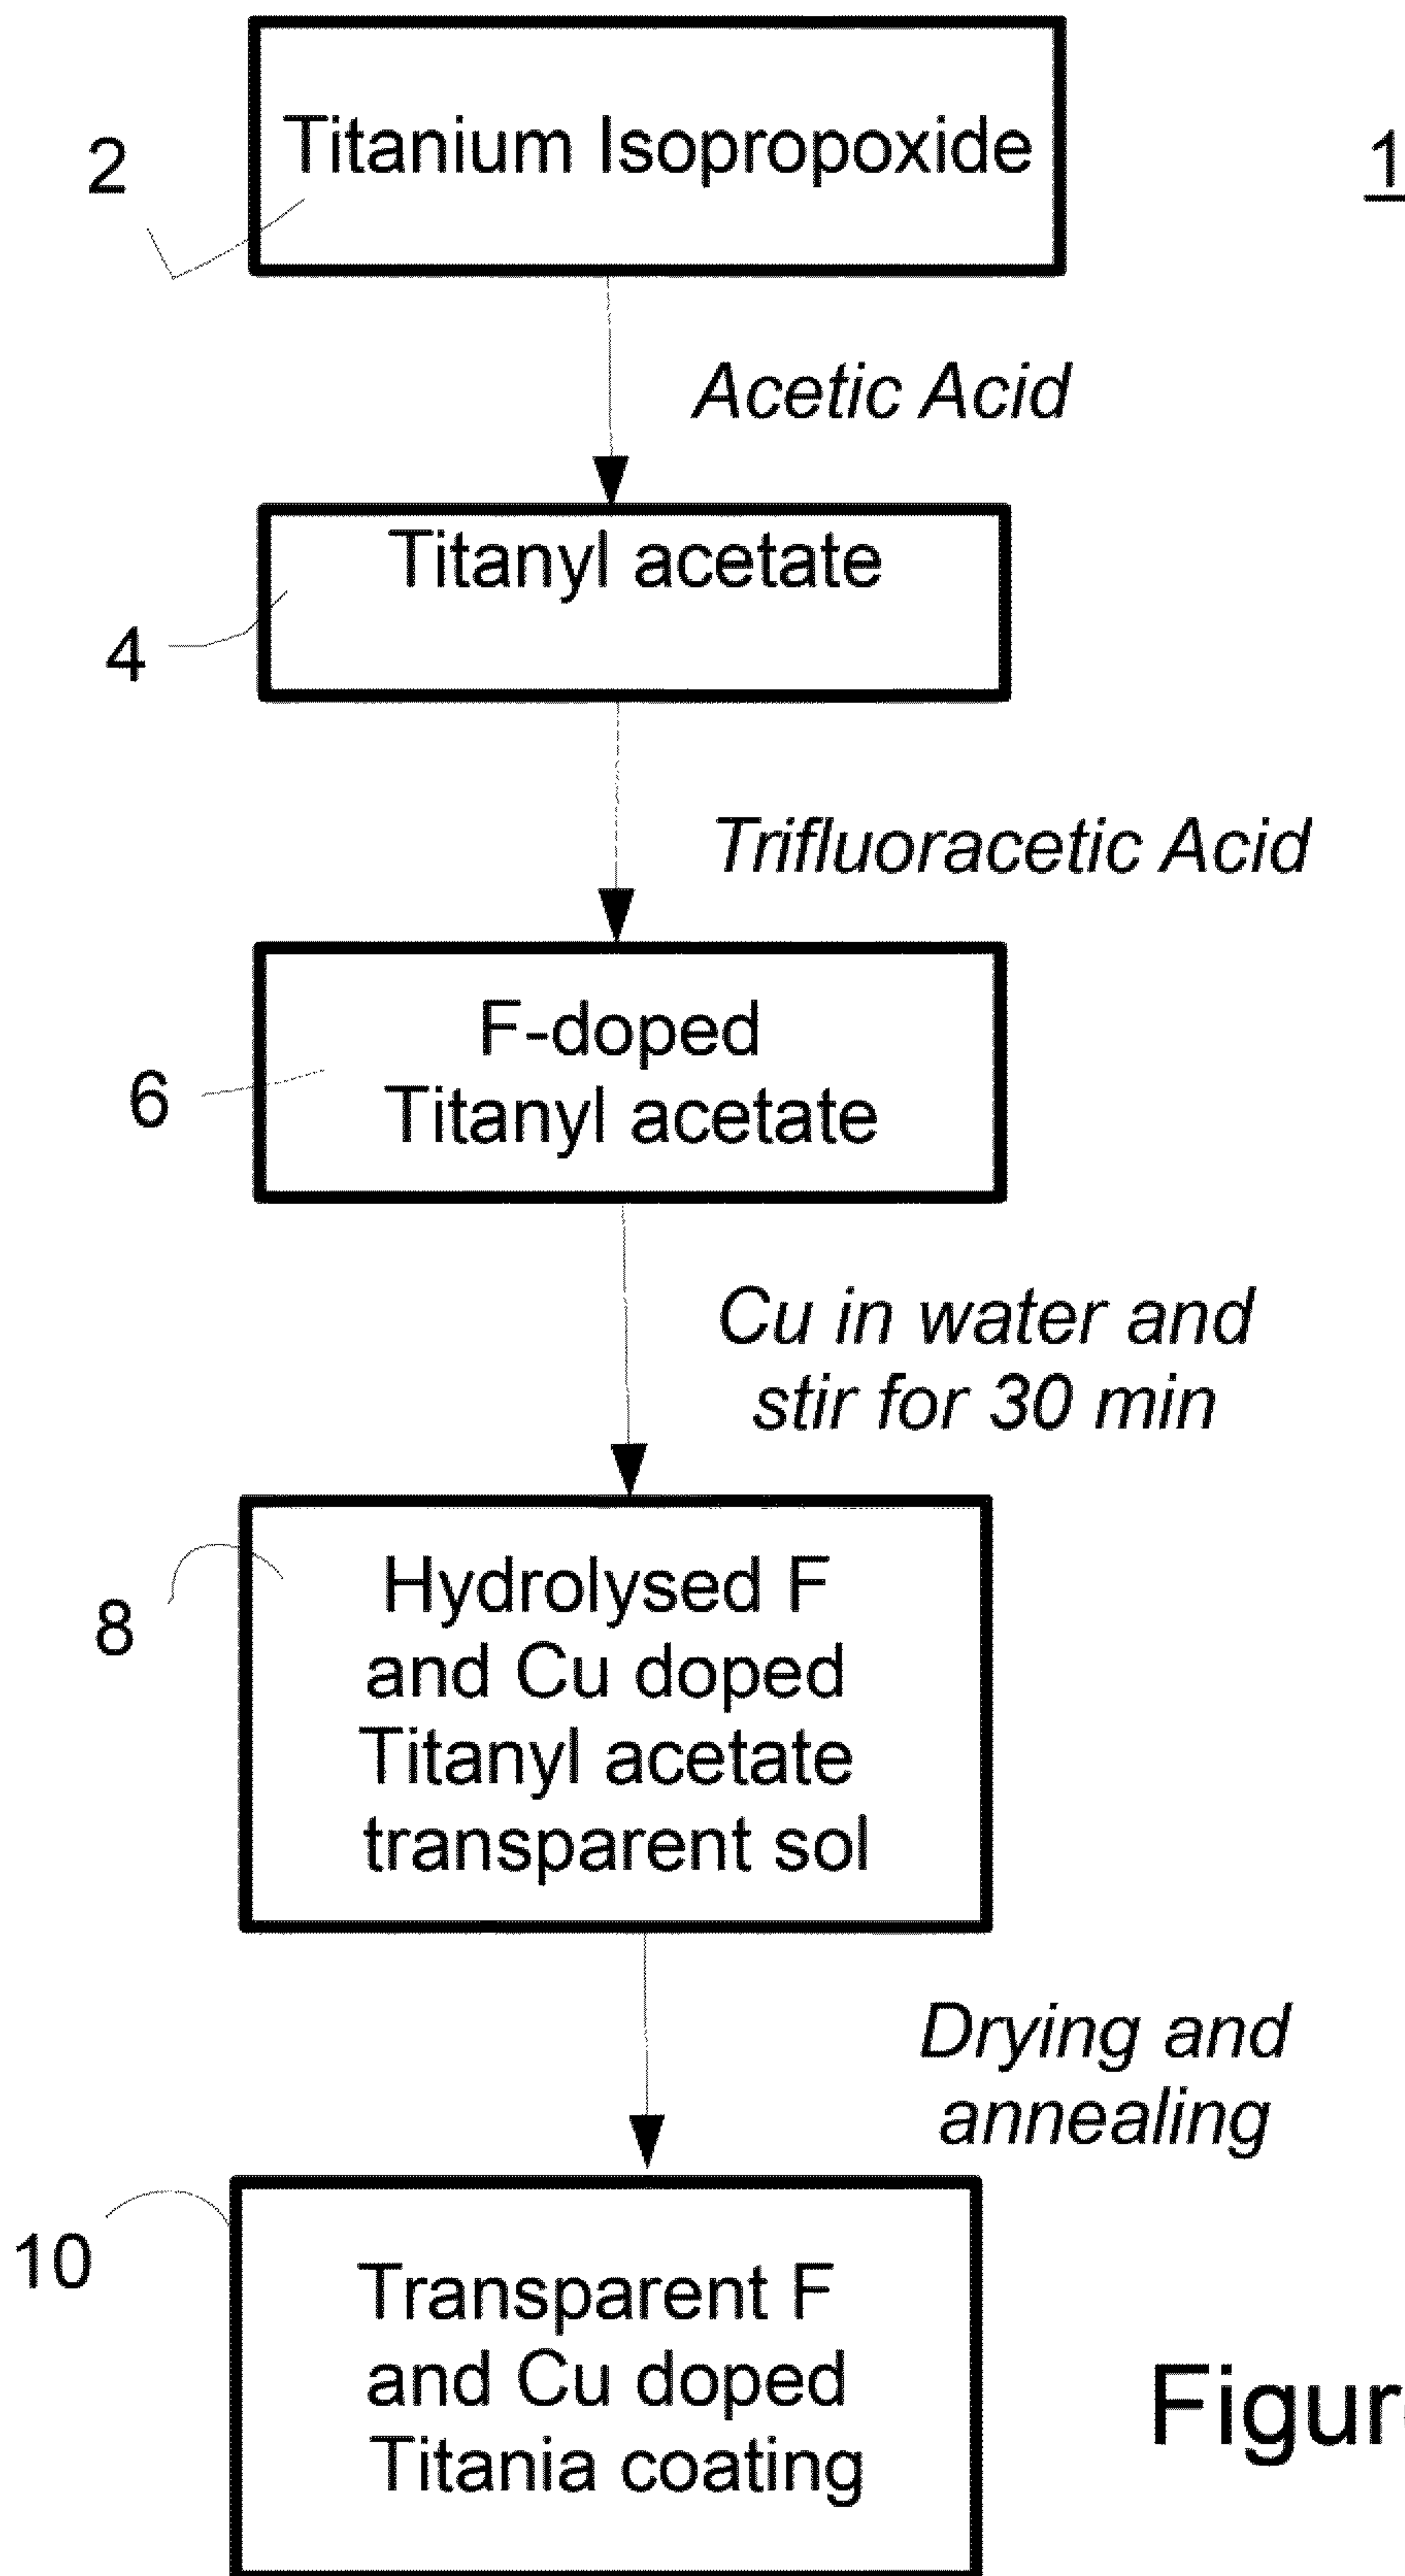 1
2
Titanium Isopropoxide
Acetic Acid
Titanyl acetate
4
Trifluoracetic Acid
F-doped
Titanyl acetate
6
Cu in water and
stir for 30 min
Hydrolysed F
and Cu doped
Titanyl acetate
transparent sol
8
Drying and
annealing
10
Transparent F
and Cu doped
Titania coating